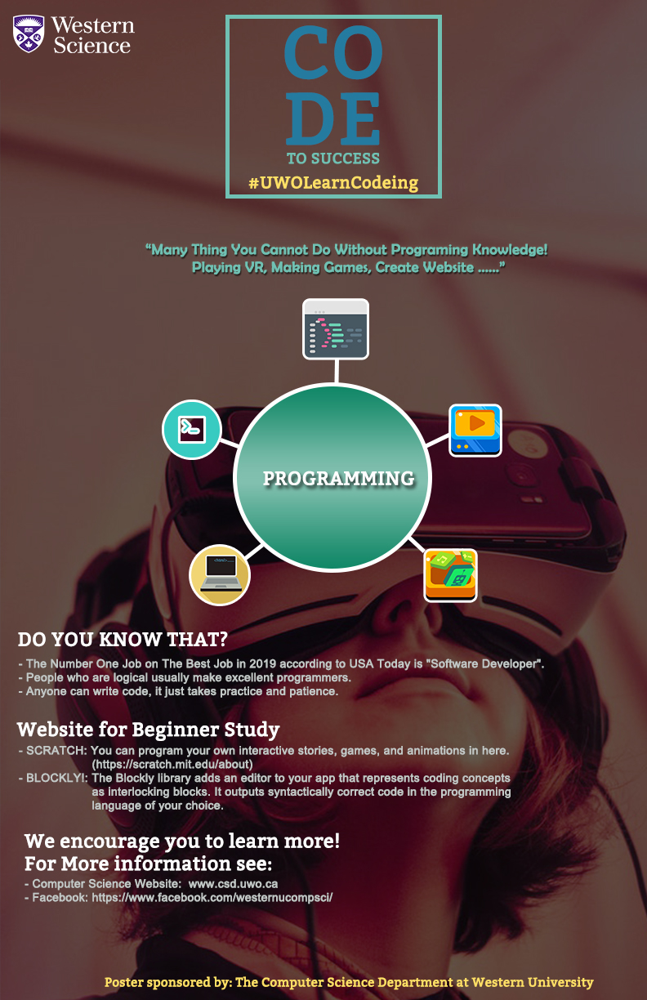 Western
Science
CO
DE
TO SUCCESS
#UWOLearnCodeing
“Many Thing You Cannot Do Without Programing Knowledge!
Playing VR, Making Games, Create Website ......”
PROGRAMMING
DO YOU KNOW THAT?
- The Number One Job on The Best Job in 2019 according to USA Today is "Software Developer".
- People who are logical usually make excellent programmers.
- Anyone can write code, it just takes practice and patience.
Website for Beginner Study
- SCRATCH: You can program your own interactive stories, games, and animations in here.
(https://scratch.mit.edu/about)
- BLOCKLY!: The Blockly library adds an editor to your app that represents coding concepts
as interlocking blocks. It outputs syntactically correct code in the programming
language of your choice.
We encourage you to learn more!
For More information see:
- Computer Science Website: www.csd.uwo.ca
- Facebook: https://www.facebook.com/westernucompsci/
Poster sponsored by: The Computer Science Department at Western University